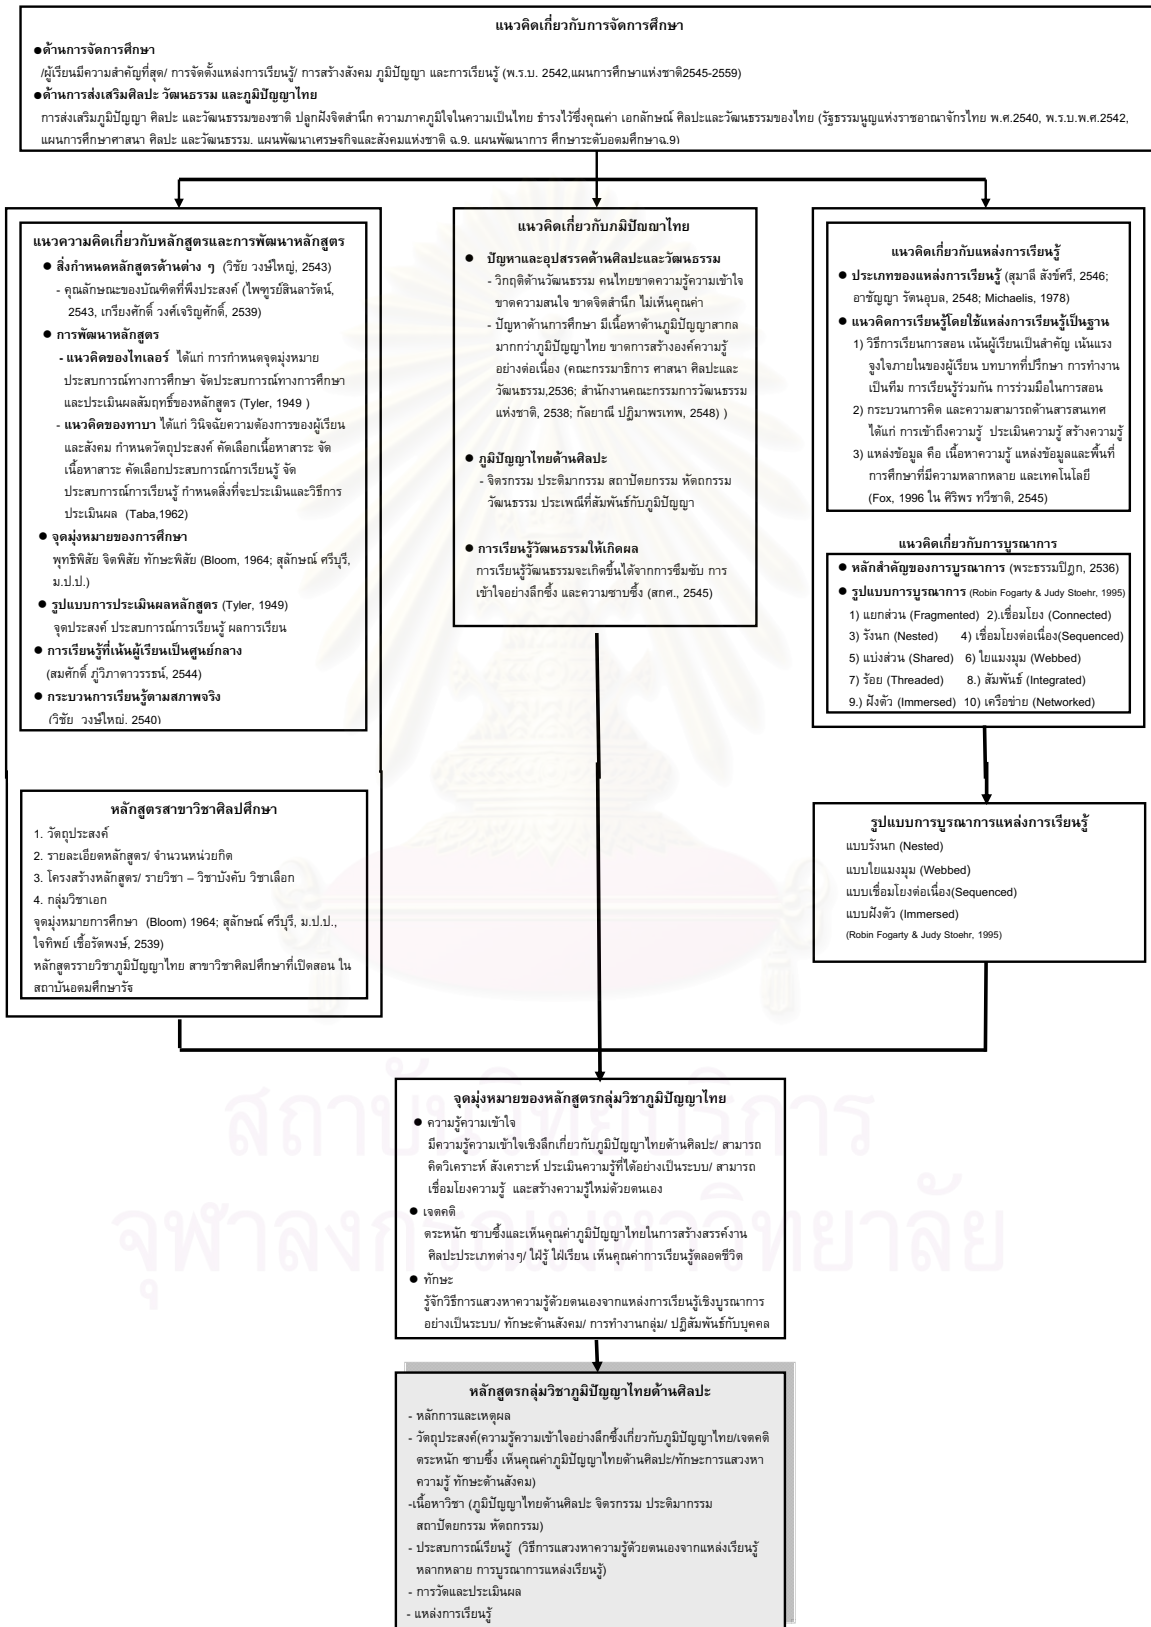 แนวคิดเกี่ยวกับการจัดการศึกษา
●ด้านการจัดการศึกษา
/ผู้เรียนมีความสำคัญที่สุด/ การจัดตั้งแหล่งการเรียนรู้/ การสร้างสังคม ภูมิปัญญา และการเรียนรู้ (พ.ร.บ. 2542,แผนการศึกษาแห่งชาติ2545-2559)
●ด้านการส่งเสริมศิลปะ วัฒนธรรม และภูมิปัญญาไทย
การส่งเสริมภูมิปัญญา ศิลปะ และวัฒนธรรมของชาติ ปลูกฝังจิตสำนึก ความภาคภูมิใจในความเป็นไทย ธำรงไว้ซึ่งคุณค่า เอกลักษณ์ ศิลปะและวัฒนธรรมของไทย (รัฐธรรมนูญแห่งราชอาณาจักรไทย พ.ศ.2540, พ.ร.บ.พ.ศ.2542,
แผนการศึกษาศาสนา ศิลปะ และวัฒนธรรม, แผนพัฒนาเศรษฐกิจและสังคมแห่งชาติ ฉ.9, แผนพัฒนาการ ศึกษาระดับอุดมศึกษาฉ.9)
แนวความคิดเกี่ยวกับหลักสูตรและการพัฒนาหลักสูตร
● สิ่งกำหนดหลักสูตรด้านต่าง ๆ (วิชัย วงษ์ใหญ่, 2543)
- คุณลักษณะของบัณฑิตที่พึงประสงค์ (ไพฑูรย์สินลารัตน์,
2543, เกรียงศักดิ์ วงศ์เจริญศักดิ์, 2539)
● การพัฒนาหลักสูตร
- แนวคิดของไทเลอร์ ได้แก่ การกำหนดจุดมุ่งหมาย
ประสบการณ์ทางการศึกษา จัดประสบการณ์ทางการศึกษา
และประเมินผลสัมฤทธิ์ของหลักสูตร (Tyler, 1949 )
- แนวคิดของทาบา ได้แก่ วินิจฉัยความต้องการของผู้เรียน
และสังคม กำหนดวัตถุประสงค์ คัดเลือกเนื้อหาสาระ จัด
เนื้อหาสาระ คัดเลือกประสบการณ์การเรียนรู้ จัด
ประสบการณ์การเรียนรู้ กำหนดสิ่งที่จะประเมินและวิธีการ
ประเมินผล (Taba,1962)
● จุดมุ่งหมายของการศึกษา
พุทธิพิสัย จิตพิสัย ทักษะพิสัย (Bloom, 1964; สุลักษณ์ ศรีบุรี,
ม.ป.ป.)
● รูปแบบการประเมินผลหลักสูตร (Tyler, 1949)
จุดประสงค์ ประสบการณ์การเรียนรู้ ผลการเรียน
● การเรียนรู้ที่เน้นผู้เรียนเป็นศูนย์กลาง
(สมศักดิ์ ภู่วิภาดาวรรธน์, 2544)
● กระบวนการเรียนรู้ตามสภาพจริง
(วิชัย วงษ์ใหญ่, 2540)
หลักสูตรสาขาวิชาศิลปศึกษา
1. วัตถุประสงค์
2. รายละเอียดหลักสูตร/ จำนวนหน่วยกิต
3. โครงสร้างหลักสูตร/ รายวิชา – วิชาบังคับ วิชาเลือก
4. กลุ่มวิชาเอก
จุดมุ่งหมายการศึกษา (Bloom) 1964; สุลักษณ์ ศรีบุรี, ม.ป.ป.,
ใจทิพย์ เชื้อรัตพงษ์, 2539)
หลักสูตรรายวิชาภูมิปัญญาไทย สาขาวิชาศิลปศึกษาที่เปิดสอน ใน
สถาบันอุดมศึกษารัฐ
แนวคิดเกี่ยวกับภูมิปัญญาไทย
● ปัญหาและอุปสรรคด้านศิลปะและวัฒนธรรม
- วิกฤติด้านวัฒนธรรม คนไทยขาดความรู้ความเข้าใจ
ขาดความสนใจ ขาดจิตสำนึก ไม่เห็นคุณค่า
- ปัญหาด้านการศึกษา มีเนื้อหาด้านภูมิปัญญาสากล
มากกว่าภูมิปัญญาไทย ขาดการสร้างองค์ความรู้
อย่างต่อเนื่อง (คณะกรรมาธิการ ศาสนา ศิลปะและ
วัฒนธรรม,2536; สำนักงานคณะกรรมการวัฒนธรรม
แห่งชาติ, 2538; กัลยาณี ปฏิมาพรเทพ, 2548) )
● ภูมิปัญญาไทยด้านศิลปะ
- จิตรกรรม ประติมากรรม สถาปัตยกรรม หัตถกรรม
วัฒนธรรม ประเพณีที่สัมพันธ์กับภูมิปัญญา
● การเรียนรู้วัฒนธรรมให้เกิดผล
การเรียนรู้วัฒนธรรมจะเกิดขึ้นได้จากการซึมซับ การ
เข้าใจอย่างลึกซึ้ง และความซาบซึ้ง (สกศ., 2545)
แนวคิดเกี่ยวกับแหล่งการเรียนรู้
● ประเภทของแหล่งการเรียนรู้ (สุมาลี สังข์ศรี, 2546;
อาชัญญา รัตนอุบล, 2548; Michaelis, 1978)
● แนวคิดการเรียนรู้โดยใช้แหล่งการเรียนรู้เป็นฐาน
1) วิธีการเรียนการสอน เน้นผู้เรียนเป็นสำคัญ เน้นแรง
จูงใจภายในของผู้เรียน บทบาทที่ปรึกษา การทำงาน
เป็นทีม การเรียนรู้ร่วมกัน การร่วมมือในการสอน
2) กระบวนการคิด และความสามารถด้านสารสนเทศ
ได้แก่ การเข้าถึงความรู้ ประเมินความรู้ สร้างความรู้
3) แหล่งข้อมูล คือ เนื้อหาความรู้ แหล่งข้อมูลและพื้นที่
การศึกษาที่มีความหลากหลาย และเทคโนโลยี
(Fox, 1996 ใน ศิริพร ทวีชาติ, 2545)
แนวคิดเกี่ยวกับการบูรณาการ
● หลักสำคัญของการบูรณาการ (พระธรรมปิฎก, 2536)
● รูปแบบการบูรณาการ (Robin Fogarty & Judy Stoehr, 1995)
1) แยกส่วน (Fragmented) 2).เชื่อมโยง (Connected)
3) รังนก (Nested) 4) เชื่อมโยงต่อเนื่อง(Sequenced)
5) แบ่งส่วน (Shared) 6) ใยแมงมุม (Webbed)
7) ร้อย (Threaded) 8.) สัมพันธ์ (Integrated)
9.) ฝังตัว (Immersed) 10) เครือข่าย (Networked)
รูปแบบการบูรณาการแหล่งการเรียนรู้
แบบรังนก (Nested)
แบบใยแมงมุม (Webbed)
แบบเชื่อมโยงต่อเนื่อง(Sequenced)
แบบฝังตัว (Immersed)
(Robin Fogarty & Judy Stoehr, 1995)
จุดมุ่งหมายของหลักสูตรกลุ่มวิชาภูมิปัญญาไทย
● ความรู้ความเข้าใจ
มีความรู้ความเข้าใจเชิงลึกเกี่ยวกับภูมิปัญญาไทยด้านศิลปะ/ สามารถ
คิดวิเคราะห์ สังเคราะห์ ประเมินความรู้ที่ได้อย่างเป็นระบบ/ สามารถ
เชื่อมโยงความรู้ และสร้างความรู้ใหม่ด้วยตนเอง
● เจตคติ
ตระหนัก ซาบซึ้งและเห็นคุณค่าภูมิปัญญาไทยในการสร้างสรรค์งาน
ศิลปะประเภทต่างๆ/ ใฝ่รู้ ใฝ่เรียน เห็นคุณค่าการเรียนรู้ตลอดชีวิต
● ทักษะ
รู้จักวิธีการแสวงหาความรู้ด้วยตนเองจากแหล่งการเรียนรู้เชิงบูรณาการ
อย่างเป็นระบบ/ ทักษะด้านสังคม/ การทำงานกลุ่ม/ ปฏิสัมพันธ์กับบุคคล
หลักสูตรกลุ่มวิชาภูมิปัญญาไทยด้านศิลปะ
- หลักการและเหตุผล
- วัตถุประสงค์(ความรู้ความเข้าใจอย่างลึกซึ้งเกี่ยวกับภูมิปัญญาไทย/เจตคติ
ตระหนัก ซาบซึ้ง เห็นคุณค่าภูมิปัญญาไทยด้านศิลปะ/ทักษะการแสวงหา
ความรู้ ทักษะด้านสังคม)
-เนื้อหาวิชา (ภูมิปัญญาไทยด้านศิลปะ จิตรกรรม ประติมากรรม
สถาปัตยกรรม หัตถกรรม)
- ประสบการณ์เรียนรู้ (วิธีการแสวงหาความรู้ด้วยตนเองจากแหล่งเรียนรู้
หลากหลาย การบูรณาการแหล่งเรียนรู้)
- การวัดและประเมินผล
- แหล่งการเรียนรู้
สถาบันวิทยบริการ
จุฬาลงกรณ์มหาวิทยาลัย